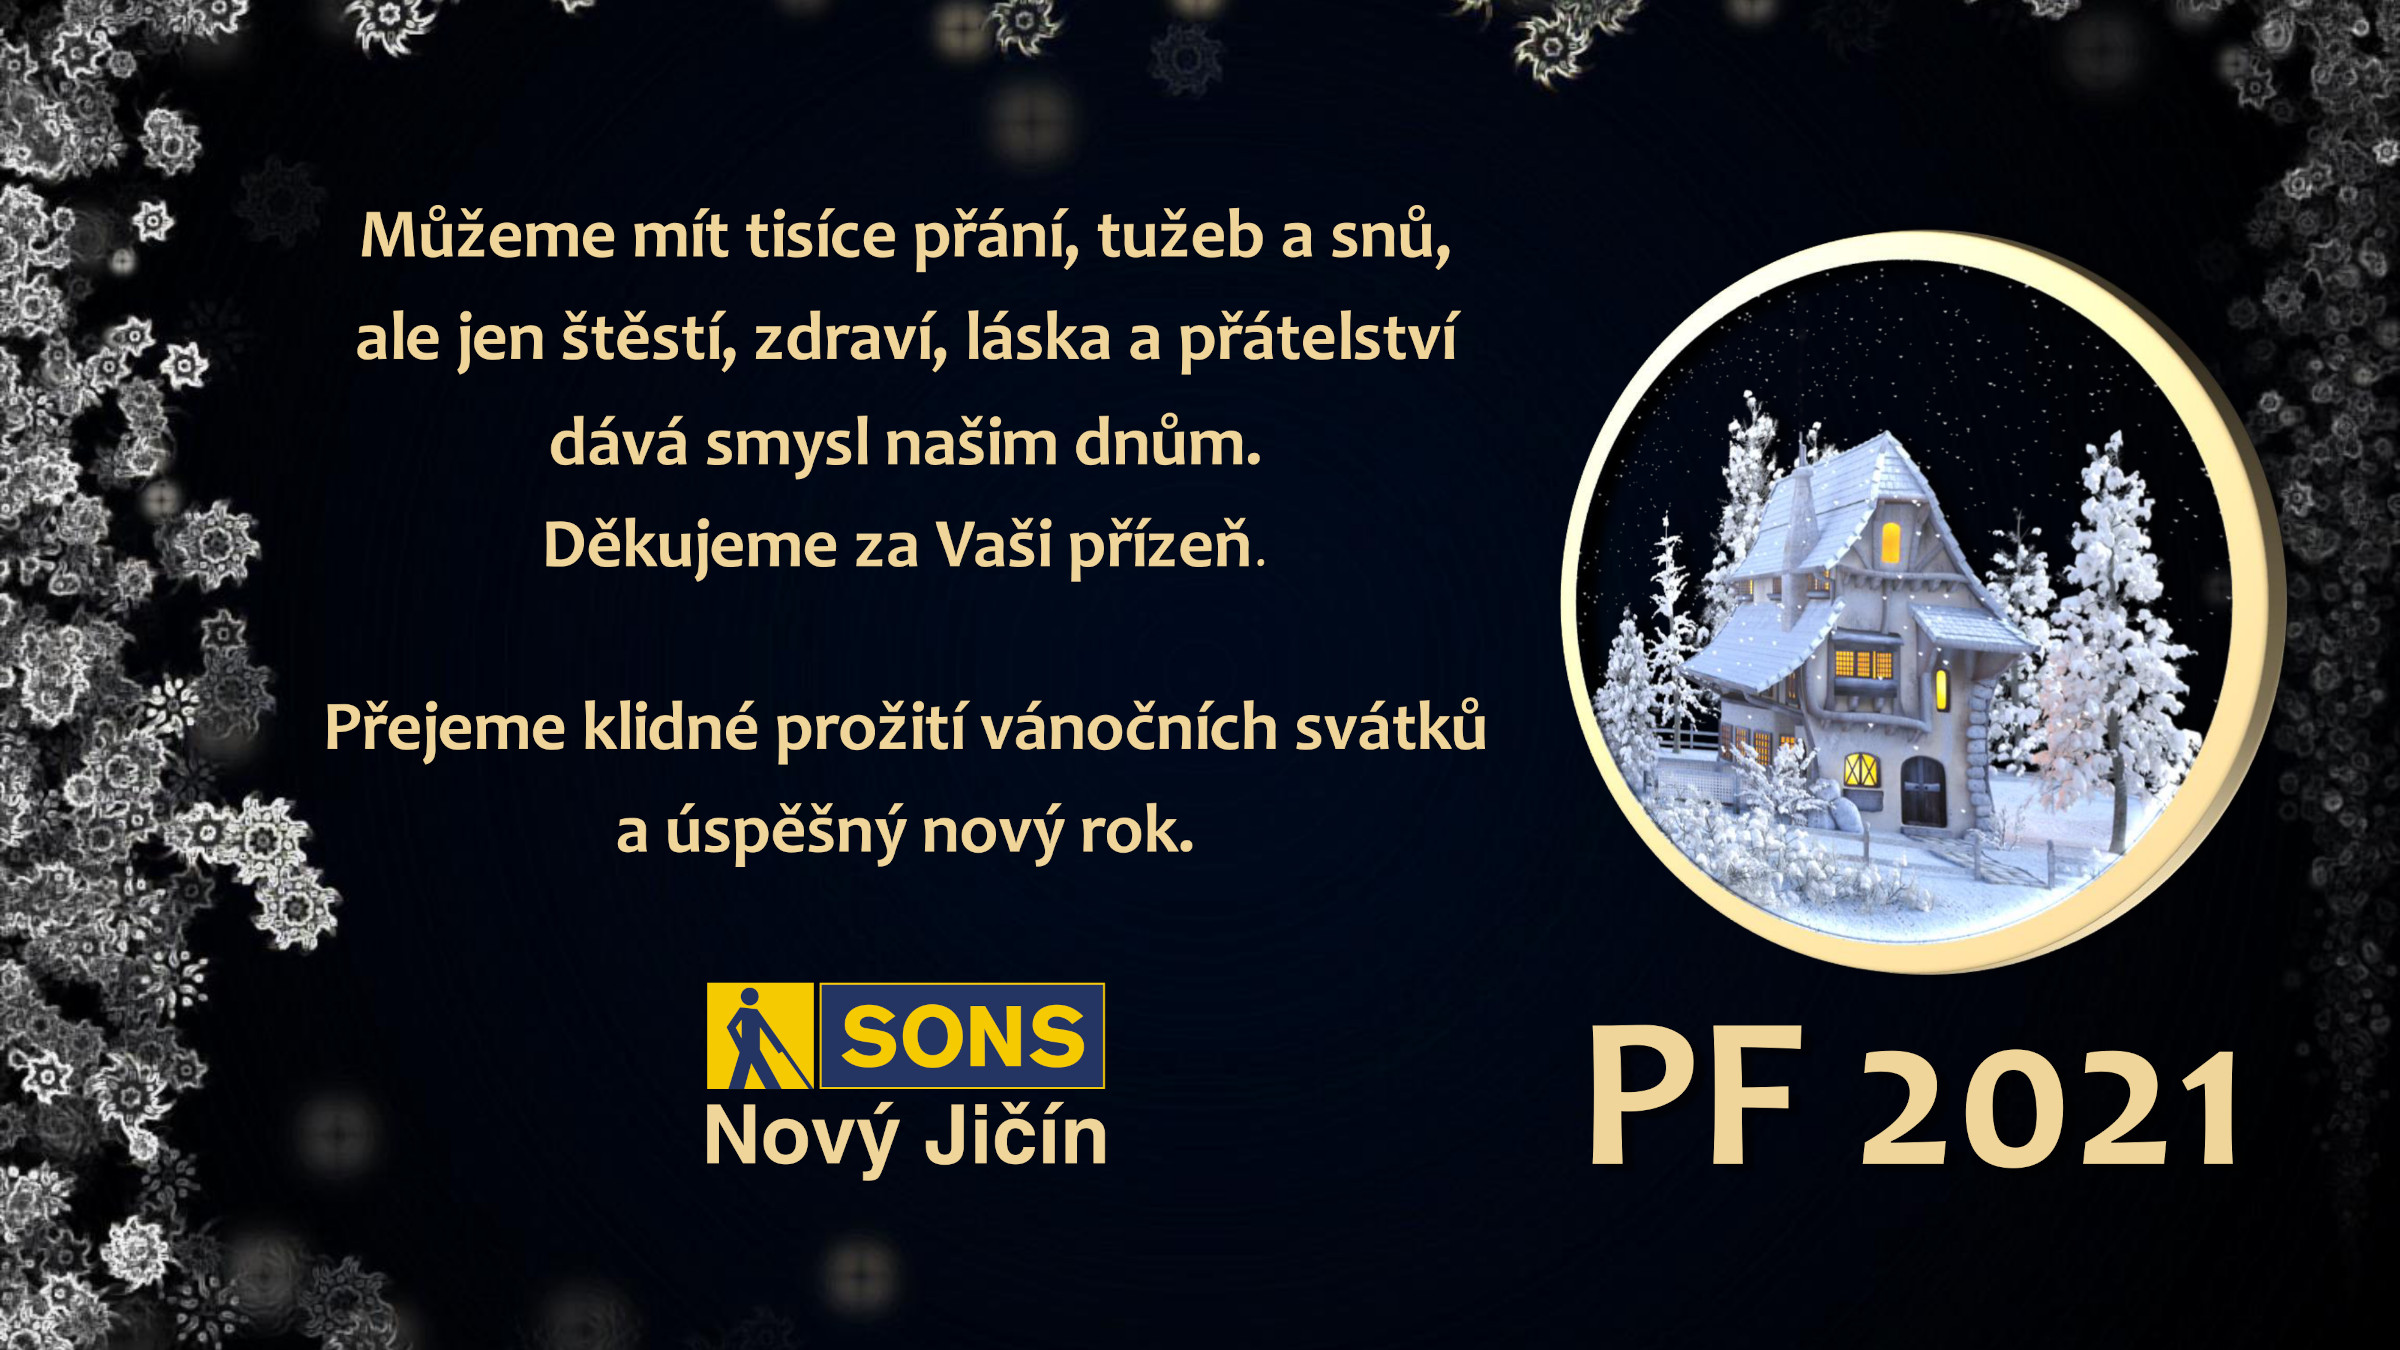 Můžeme mít tisíce přání, tužeb a snů,
ale jen štěstí, zdraví, láska a přátelství
dává smysl našim dnům.
Děkujeme za Vaši přízeň.
Přejeme klidné prožití vánočních svátků
a úspěšný nový rok.
SONS
Nový Jičín
PF 2021